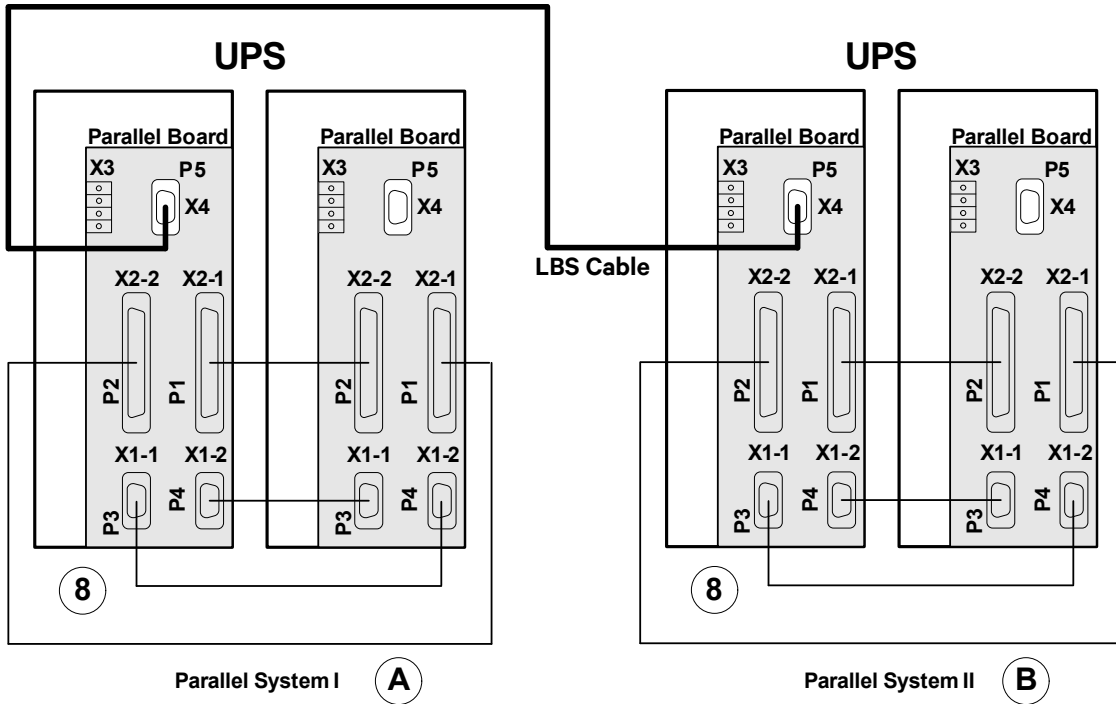 UPS
UPS
Parallel Board
Parallel Board
Parallel Board
Parallel Board
X3 P5
X3 P5
X3 P5
X3 P5
X4
X4
X4
X4
LBS Cable
X2-2 X2-1
X2-2 X2-1
X2-2 X2-1
X2-2 X2-1
P2 P1
P2 P1
P2 P1
P2 P1
X1-1 X1-2
X1-1 X1-2
X1-1 X1-2
X1-1 X1-2
P3 P4
P3 P4
P3 P4
P3 P4
8
8
Parallel System I A
Parallel System II B